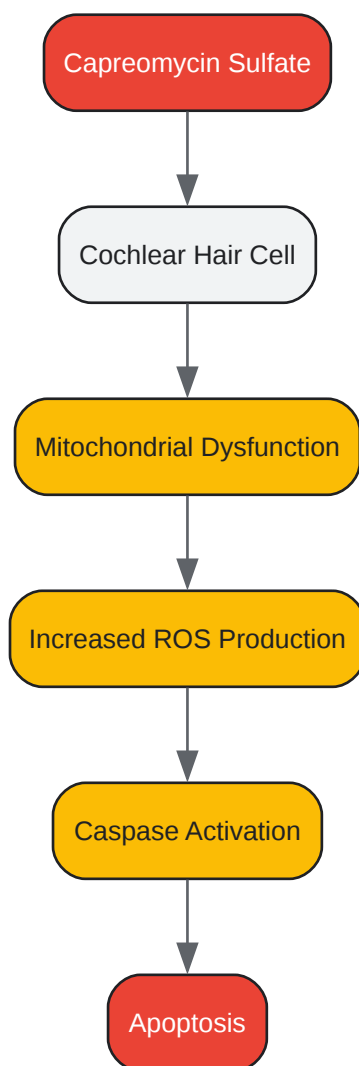 Capreomycin Sulfate
Cochlear Hair Cell
Mitochondrial Dysfunction
Increased ROS Production
Caspase Activation
Apoptosis